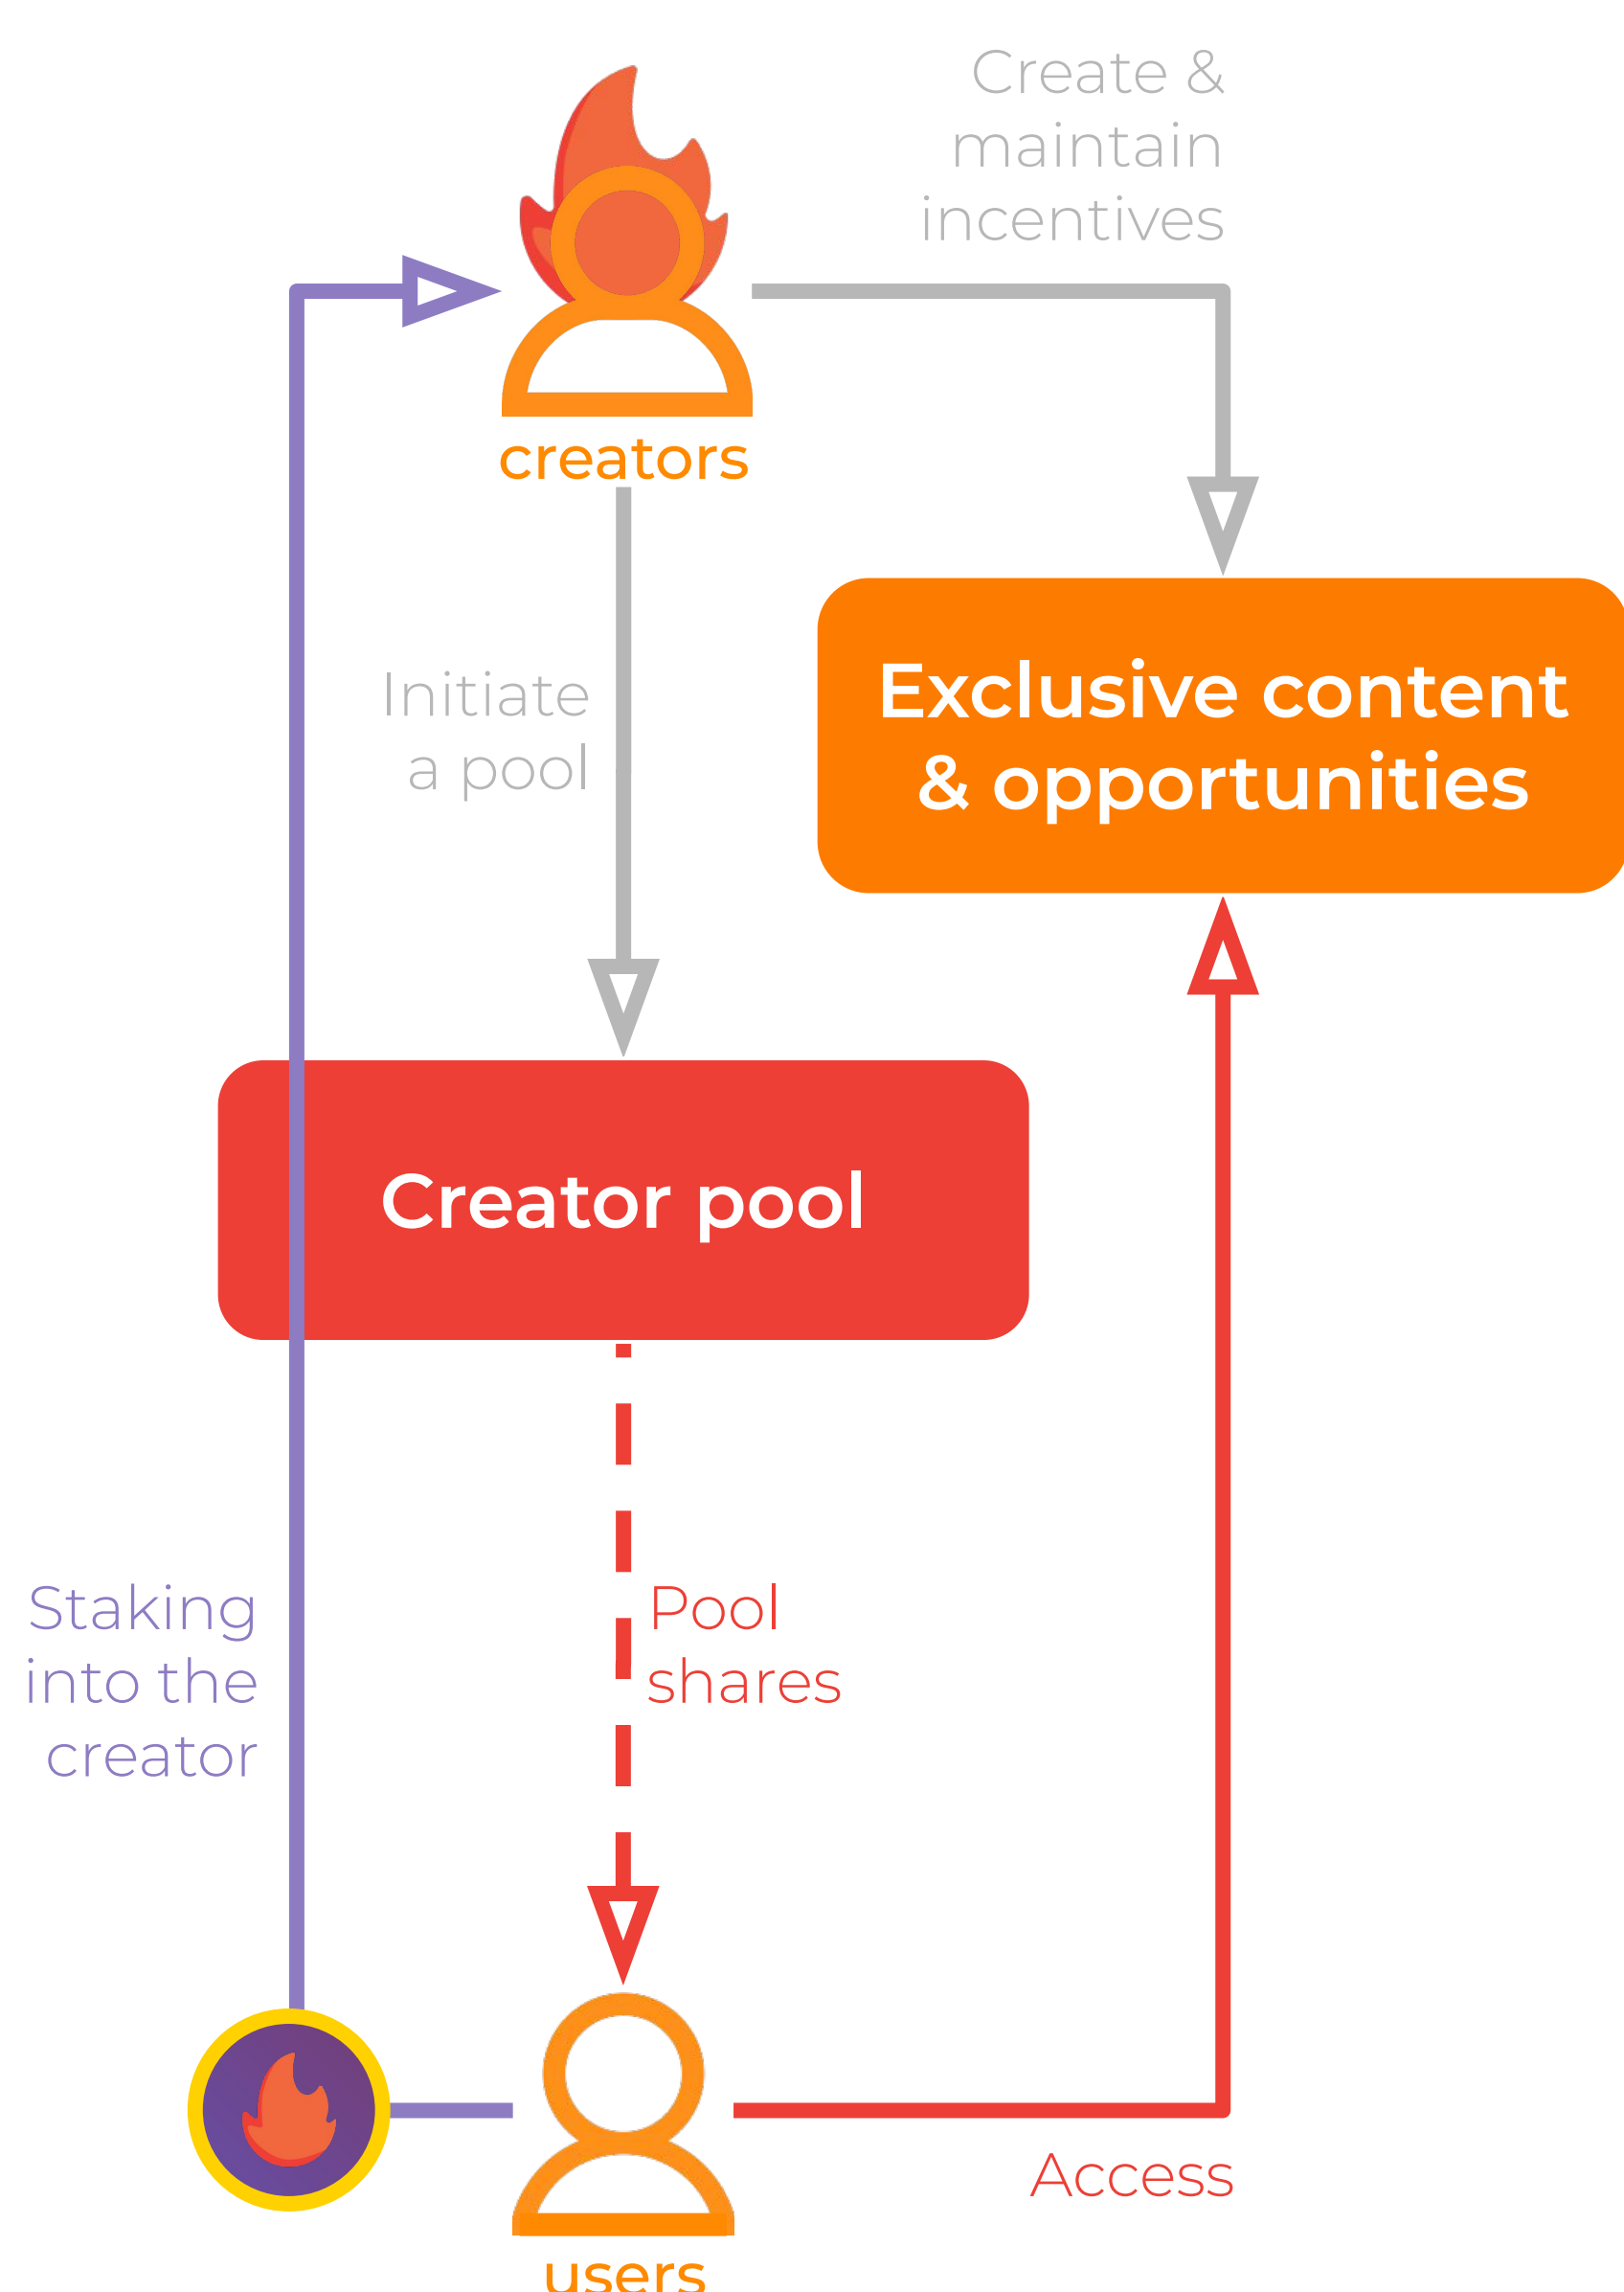 Create &
maintain
incentives
creators
Initiate
a pool
Exclusive content
& opportunities
Creator pool
Staking
into the
creator
Pool
shares
Access
users